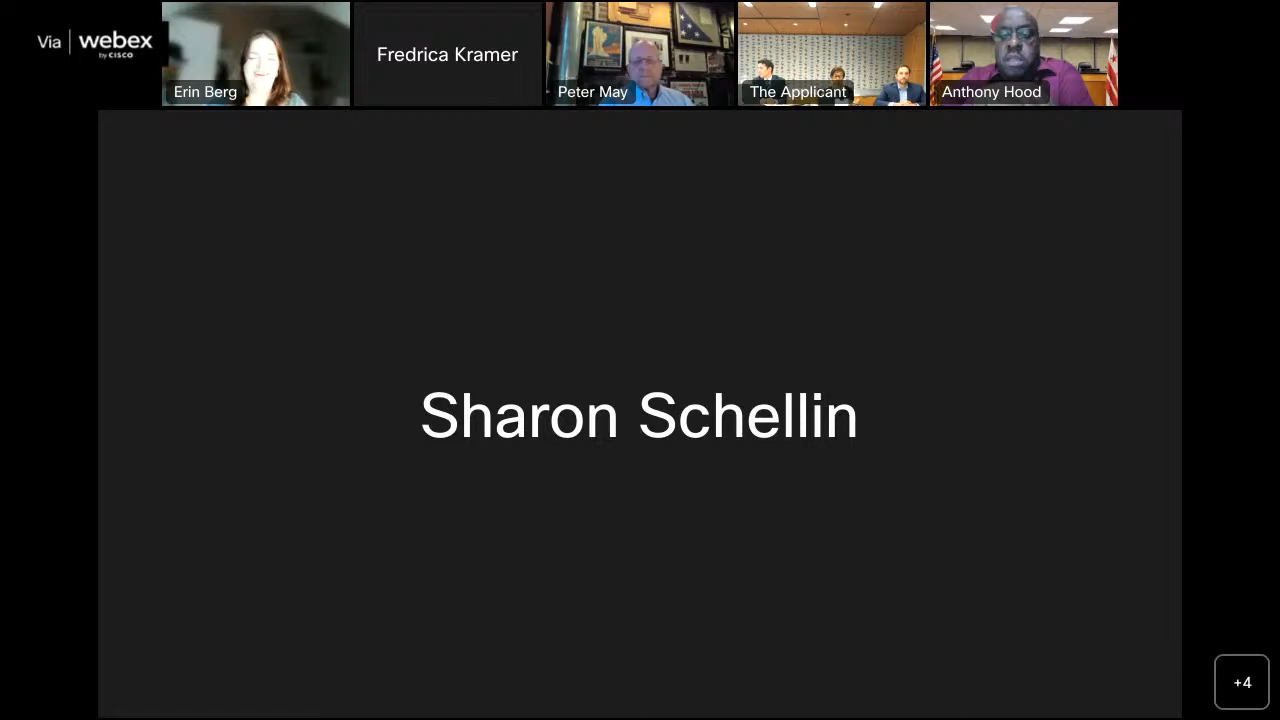 Via webex
by CISCO
Erin Berg
Fredrica Kramer
Peter May
The Applicant
Anthony Hood
Sharon Schellin
+4